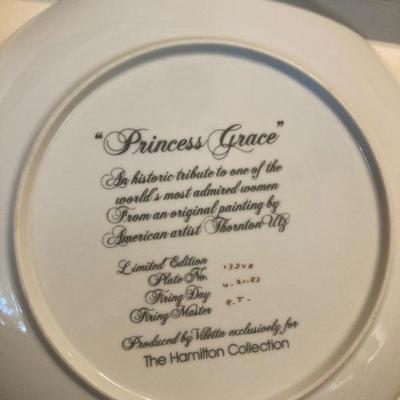 "Princess Grace"
An historic tribute to one of the
world's most admired women
From an original painting by
American artist Thornton Utz
Limited Edition
Plate No. 13248
Firing Day 4-21-83
Firing Master R.T.
Produced by Viletta exclusively for
The Hamilton Collection